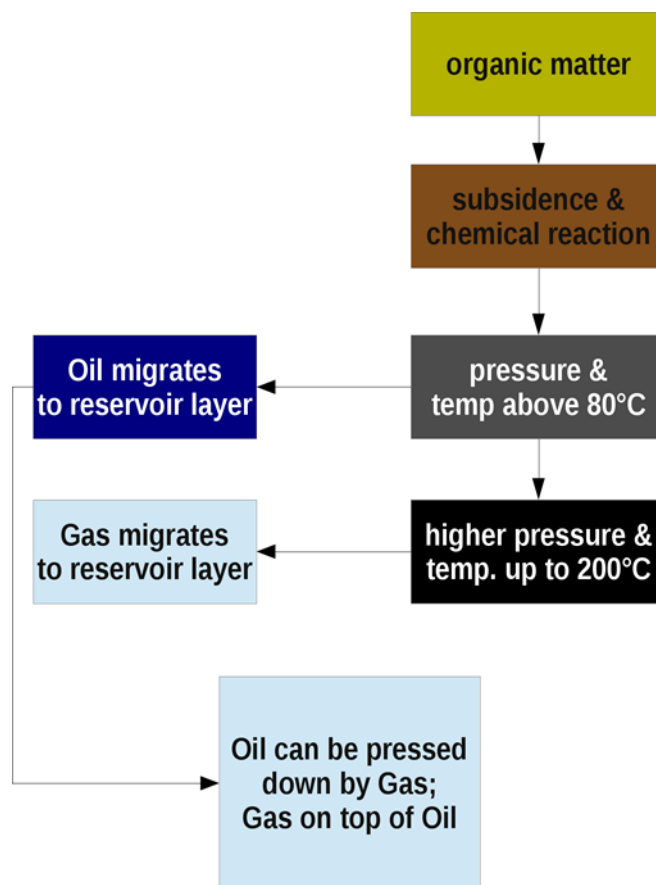 organic matter
subsidence &
chemical reaction
Oil migrates
to reservoir layer
pressure &
temp above 80°C
Gas migrates
to reservoir layer
higher pressure &
temp. up to 200°C
Oil can be pressed
down by Gas;
Gas on top of Oil